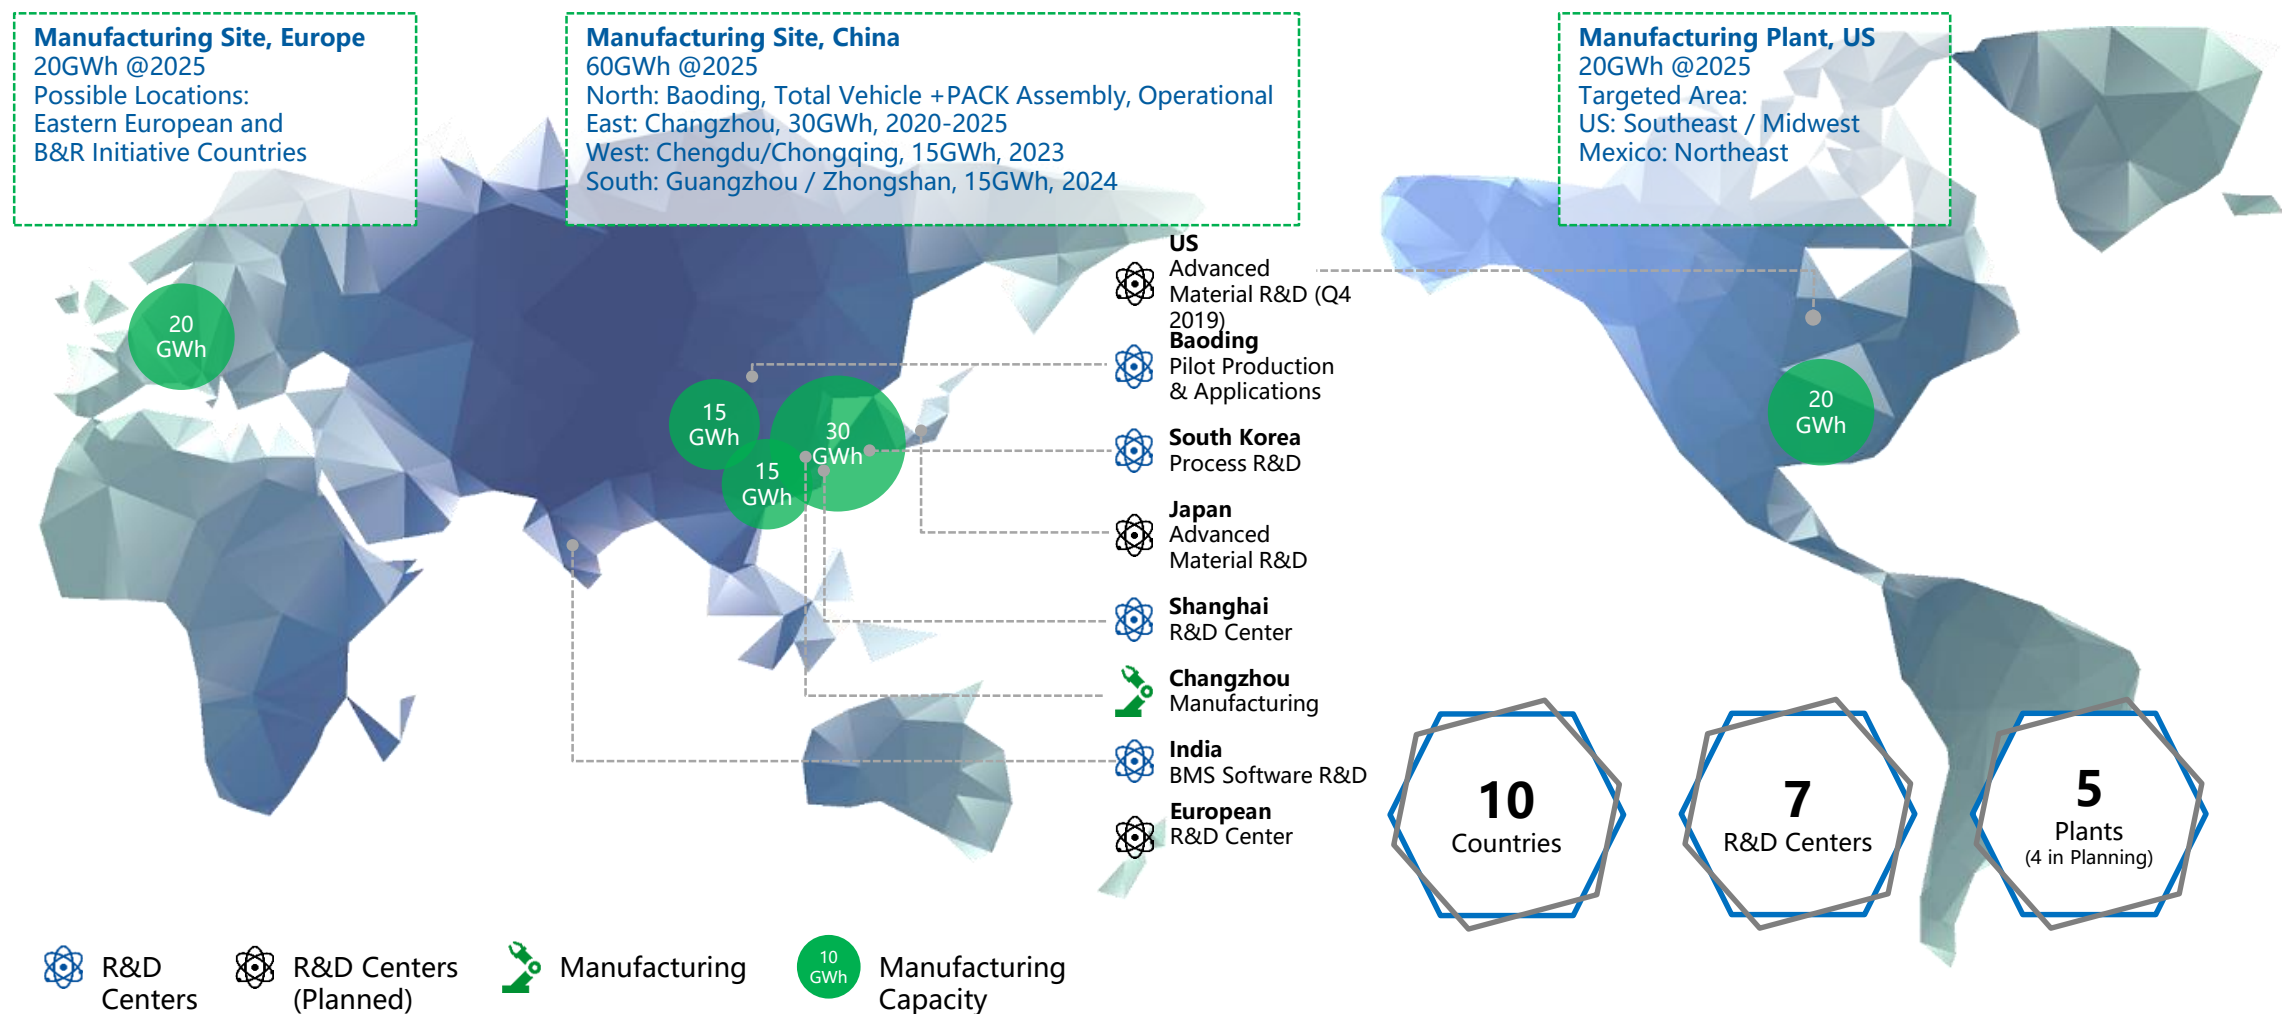 Manufacturing Site, Europe
20GWh @2025
Possible Locations:
Eastern European and
B&R Initiative Countries
Manufacturing Site, China
60GWh @2025
North: Baoding, Total Vehicle +PACK Assembly, Operational
East: Changzhou, 30GWh, 2020-2025
West: Chengdu/Chongqing, 15GWh, 2023
South: Guangzhou / Zhongshan, 15GWh, 2024
Manufacturing Plant, US
20GWh @2025
Targeted Area:
US: Southeast / Midwest
Mexico: Northeast
20
GWh
15
GWh
15
GWh
30
GWh
20
GWh
US
Advanced
Material R&D (Q4
2019)
Baoding
Pilot Production
& Applications
South Korea
Process R&D
Japan
Advanced
Material R&D
Shanghai
R&D Center
Changzhou
Manufacturing
India
BMS Software R&D
European
R&D Center
10
Countries
7
R&D Centers
5
Plants
(4 in Planning)
R&D
Centers
R&D Centers
(Planned)
Manufacturing
10
GWh
Manufacturing
Capacity